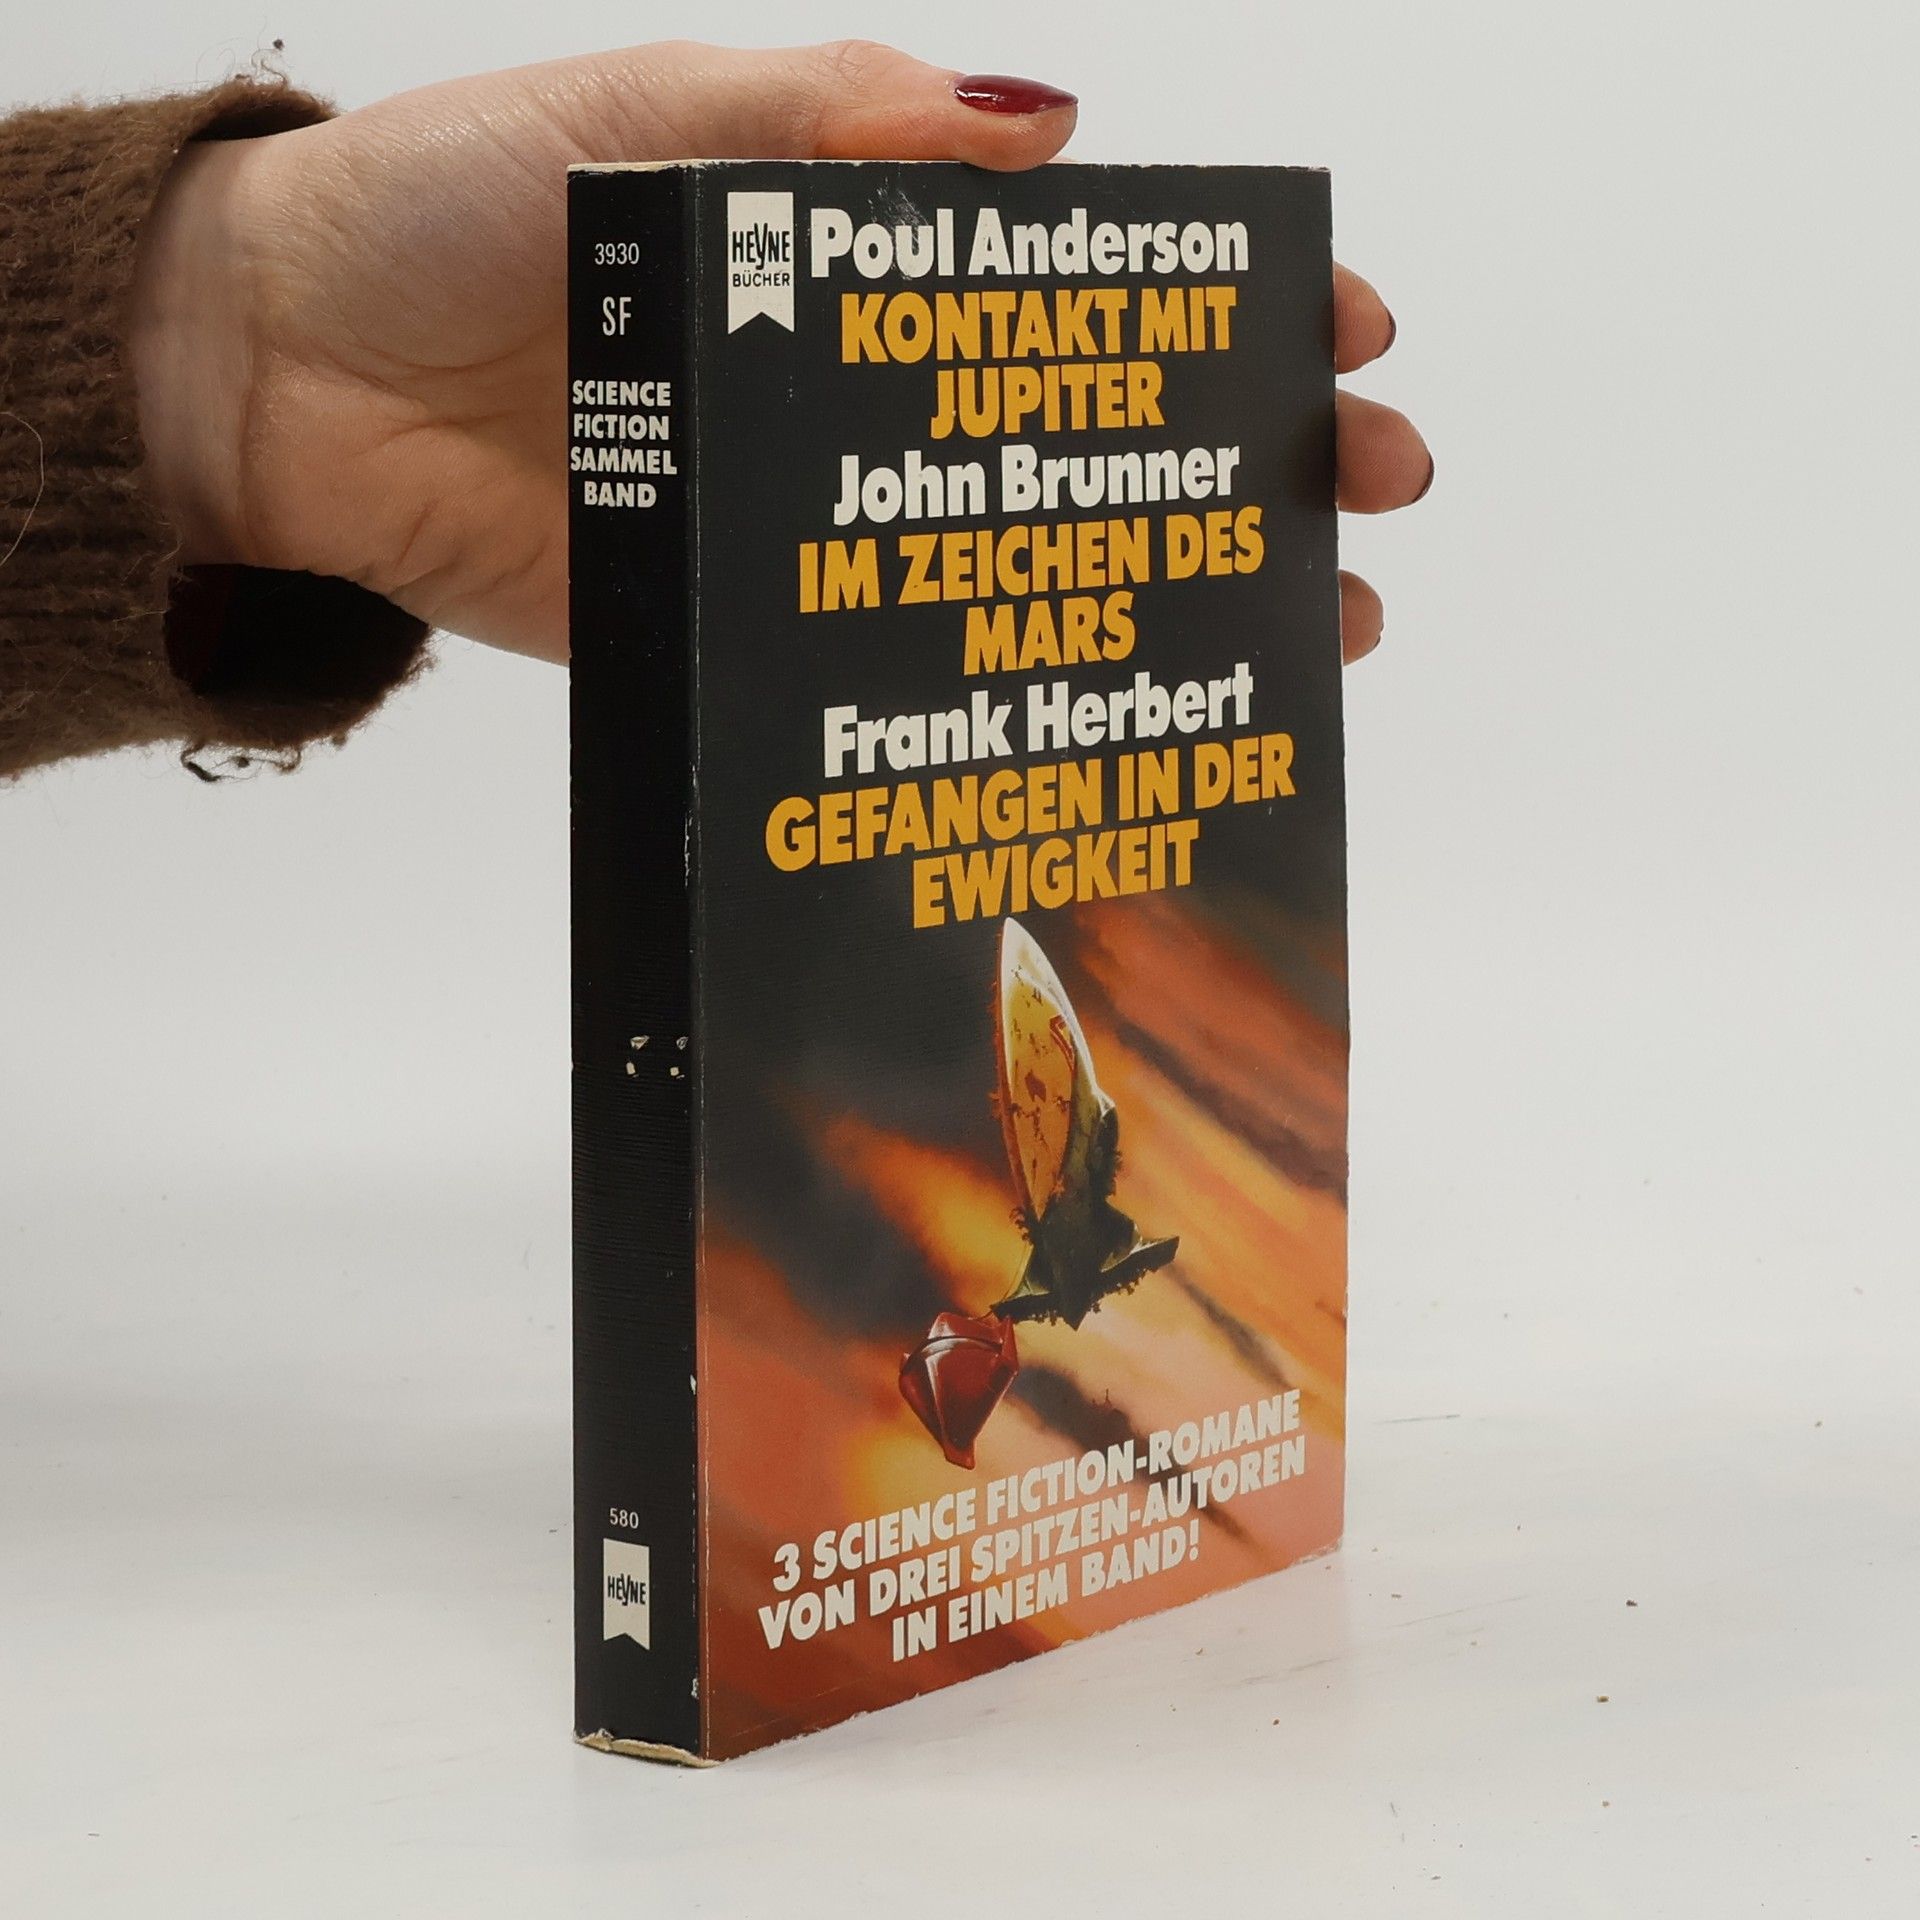 3930
SF
SCIENCE
FICTION
SAMMEL
BAND
580
HEYNE
HEYNE
BÜCHER
Poul Anderson
KONTAKT MIT
JUPITER
John Brunner
IM ZEICHEN DES
MARS
Frank Herbert
GEFANGEN IN DER
EWIGKEIT
3 SCIENCE FICTION-ROMANE
VON DREI SPITZEN-AUTOREN
IN EINEM BAND!